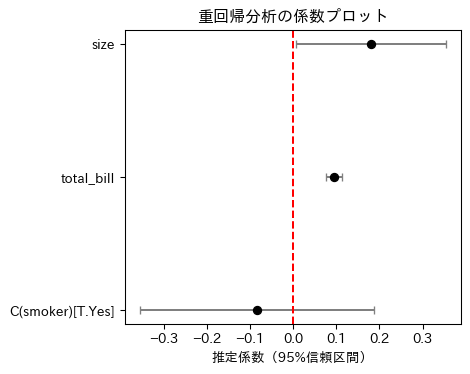 重回帰分析の係数プロット
size
total_bill
C(smoker)[T.Yes]
−0.3 −0.2 −0.1 0.0 0.1 0.2 0.3
推定係数（95%信頼区間）